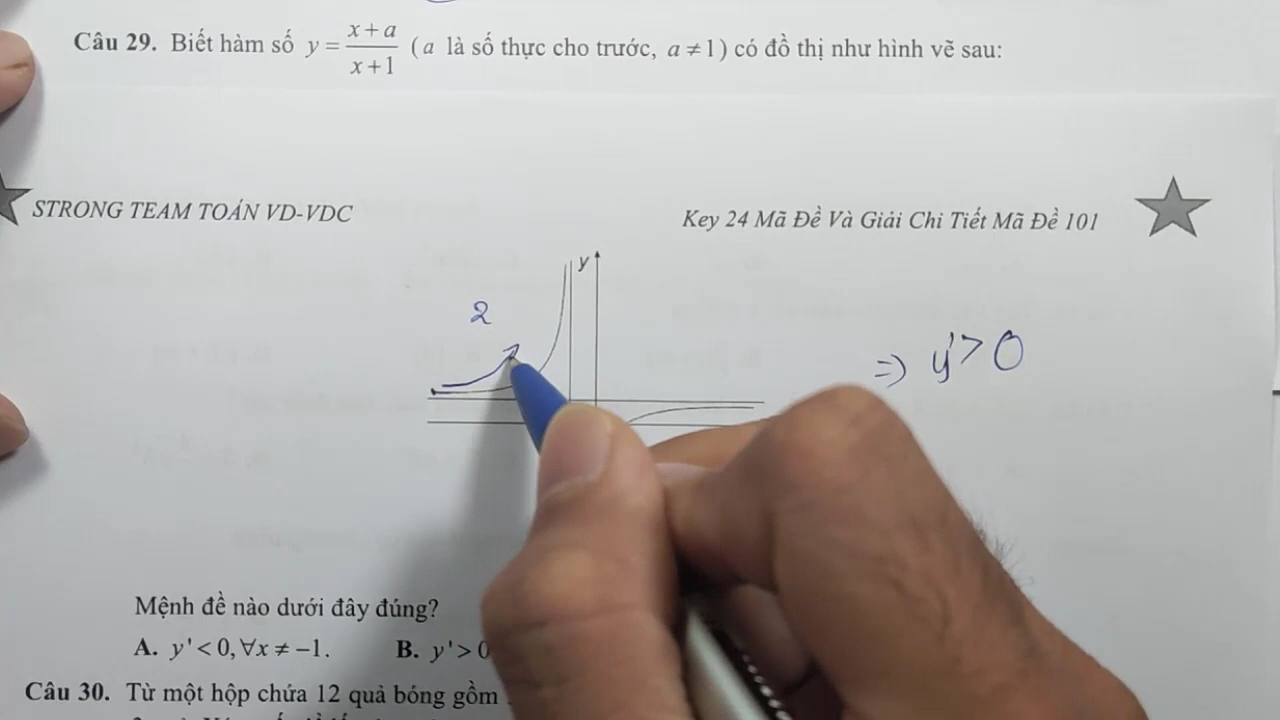 Câu 29. Biết hàm số y = \frac{x+a}{x+1} (a là số thực cho trước, a ≠ 1) có đồ thị như hình vẽ sau:
STRONG TEAM TOÁN VD-VDC
Key 24 Mã Đề Và Giải Chi Tiết Mã Đề 101
y
2
=> y' > 0
Mệnh đề nào dưới đây đúng?
A. y' < 0, ∀x ≠ −1. B. y' > 0
Câu 30. Từ một hộp chứa 12 quả bóng gồm